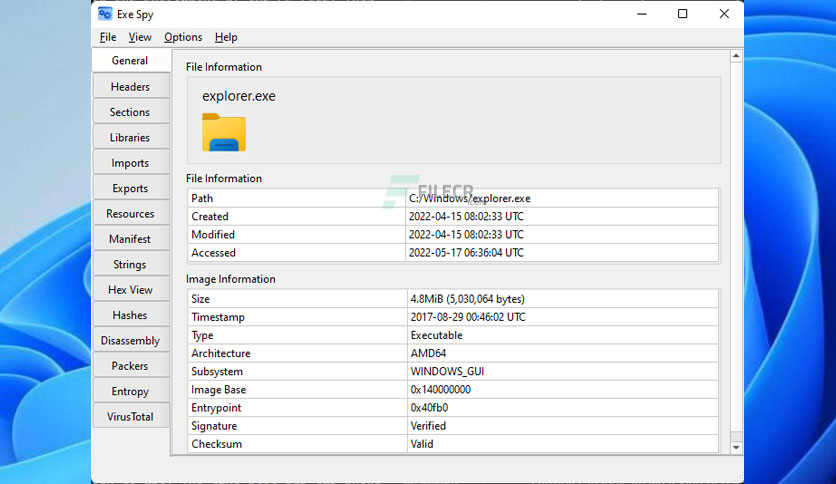 Exe Spy
File View Options Help
General
Headers
Sections
Libraries
Imports
Exports
Resources
Manifest
Strings
Hex View
Hashes
Disassembly
Packers
Entropy
VirusTotal
File Information
explorer.exe
File Information
FILECR
Path C:/Windows/explorer.exe
Created 2022-04-15 08:02:33 UTC
Modified 2022-04-15 08:02:33 UTC
Accessed 2022-05-17 06:36:04 UTC
Image Information
Size 4.8MiB (5,030,064 bytes)
Timestamp 2017-08-29 00:46:02 UTC
Type Executable
Architecture AMD64
Subsystem WINDOWS_GUI
Image Base 0x140000000
Entrypoint 0x40fb0
Signature Verified
Checksum Valid